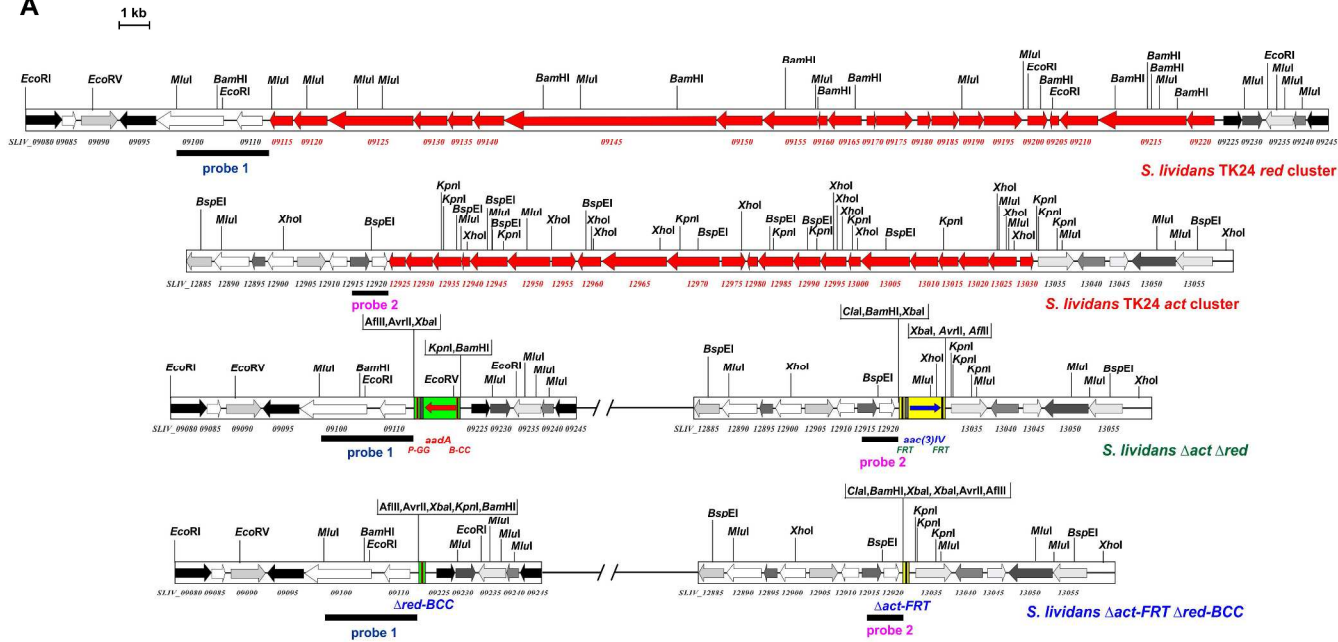 A
1 kb
EcoRI EcoRV MluI BamHI EcoRI MluI MluI MluI MluI BamHI MluI BamHI BamHI MluI BamHI BamHI MluI MluI EcoRI BamHI EcoRI BamHI BamHI BamHI MluI BamHI MluI EcoRI MluI MluI MluI
SLIV_09080 09085 09090 09095 09100 09110 09115 09120 09125 09130 09135 09140 09145 09150 09155 09160 09165 09170 09175 09180 09185 09190 09195 09200 09205 09210 09215 09220 09225 09230 09235 09240 09245
probe 1
S. lividans TK24 red cluster
BspEI MluI XhoI BspEI KpnI KpnI BspEI MluI XhoI BspEI MluI BspEI KpnI MluI XhoI BspEI XhoI XhoI XhoI KpnI BspEI XhoI BspEI KpnI BspEI KpnI XhoI XhoI XhoI KpnI XhoI BspEI KpnI XhoI MluI XhoI MluI XhoI KpnI KpnI KpnI MluI MluI MluI BspEI XhoI
SLIV_12885 12890 12895 12900 12905 12910 12915 12920 12925 12930 12935 12940 12945 12950 12955 12960 12965 12970 12975 12980 12985 12990 12995 13000 13005 13010 13015 13020 13025 13030 13035 13040 13045 13050 13055
probe 2
S. lividans TK24 act cluster
AflII,AvrII,XbaI
KpnI,BamHI
ClaI,BamHI,XbaI
XbaI, AvrII, AflII
EcoRI EcoRV MluI BamHI EcoRI EcoRV MluI EcoRI MluI MluI MluI
BspEI MluI XhoI BspEI MluI XhoI KpnI KpnI KpnI MluI MluI MluI BspEI XhoI
SLIV_09080 09085 09090 09095 09100 09110 09225 09230 09235 09240 09245
SLIV_12885 12890 12895 12900 12905 12910 12915 12920 13035 13040 13045 13050 13055
aadA
P-GG B-CC
probe 1
aac(3)IV
FRT FRT
probe 2
S. lividans Δact Δred
AflII,AvrII,XbaI,KpnI,BamHI
ClaI,BamHI,XbaI,XbaI,AvrII,AflII
EcoRI EcoRV MluI BamHI EcoRI MluI EcoRI MluI MluI MluI
BspEI MluI XhoI BspEI KpnI KpnI KpnI MluI MluI MluI BspEI XhoI
SLIV_09080 09085 09090 09095 09100 09110 09225 09230 09235 09240 09245
SLIV_12885 12890 12895 12900 12905 12910 12915 12920 13035 13040 13045 13050 13055
Δred-BCC
probe 1
Δact-FRT
probe 2
S. lividans Δact-FRT Δred-BCC